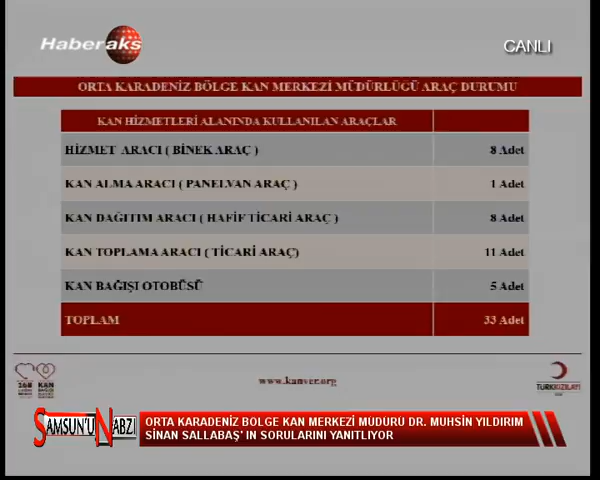 Haberaks
CANLI
ORTA KARADENİZ BÖLGE KAN MERKEZİ MÜDÜRLÜĞÜ ARAÇ DURUMU
KAN HİZMETLERİ ALANINDA KULLANILAN ARAÇLAR
HİZMET ARACI ( BİNEK ARAÇ ) 8 Adet
KAN ALMA ARACI ( PANELVAN ARAÇ ) 1 Adet
KAN DAĞITIM ARACI ( HAFİF TİCARİ ARAÇ ) 8 Adet
KAN TOPLAMA ARACI ( TİCARİ ARAÇ) 11 Adet
KAN BAĞIŞI OTOBÜSÜ 5 Adet
TOPLAM 33 Adet
www.kanver.org
TÜRK KIZILAYI
SAMSUN'U NABZI
ORTA KARADENİZ BÖLGE KAN MERKEZİ MÜDÜRÜ DR. MUHSİN YILDIRIM
SİNAN SALLABAŞ' IN SORULARINI YANITLIYOR